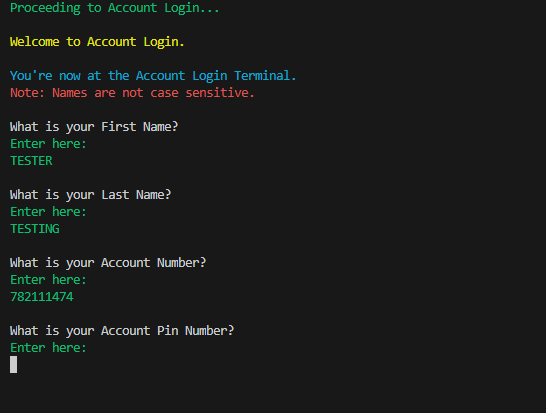 Proceeding to Account Login...
Welcome to Account Login.
You're now at the Account Login Terminal.
Note: Names are not case sensitive.
What is your First Name?
Enter here:
TESTER
What is your Last Name?
Enter here:
TESTING
What is your Account Number?
Enter here:
782111474
What is your Account Pin Number?
Enter here: